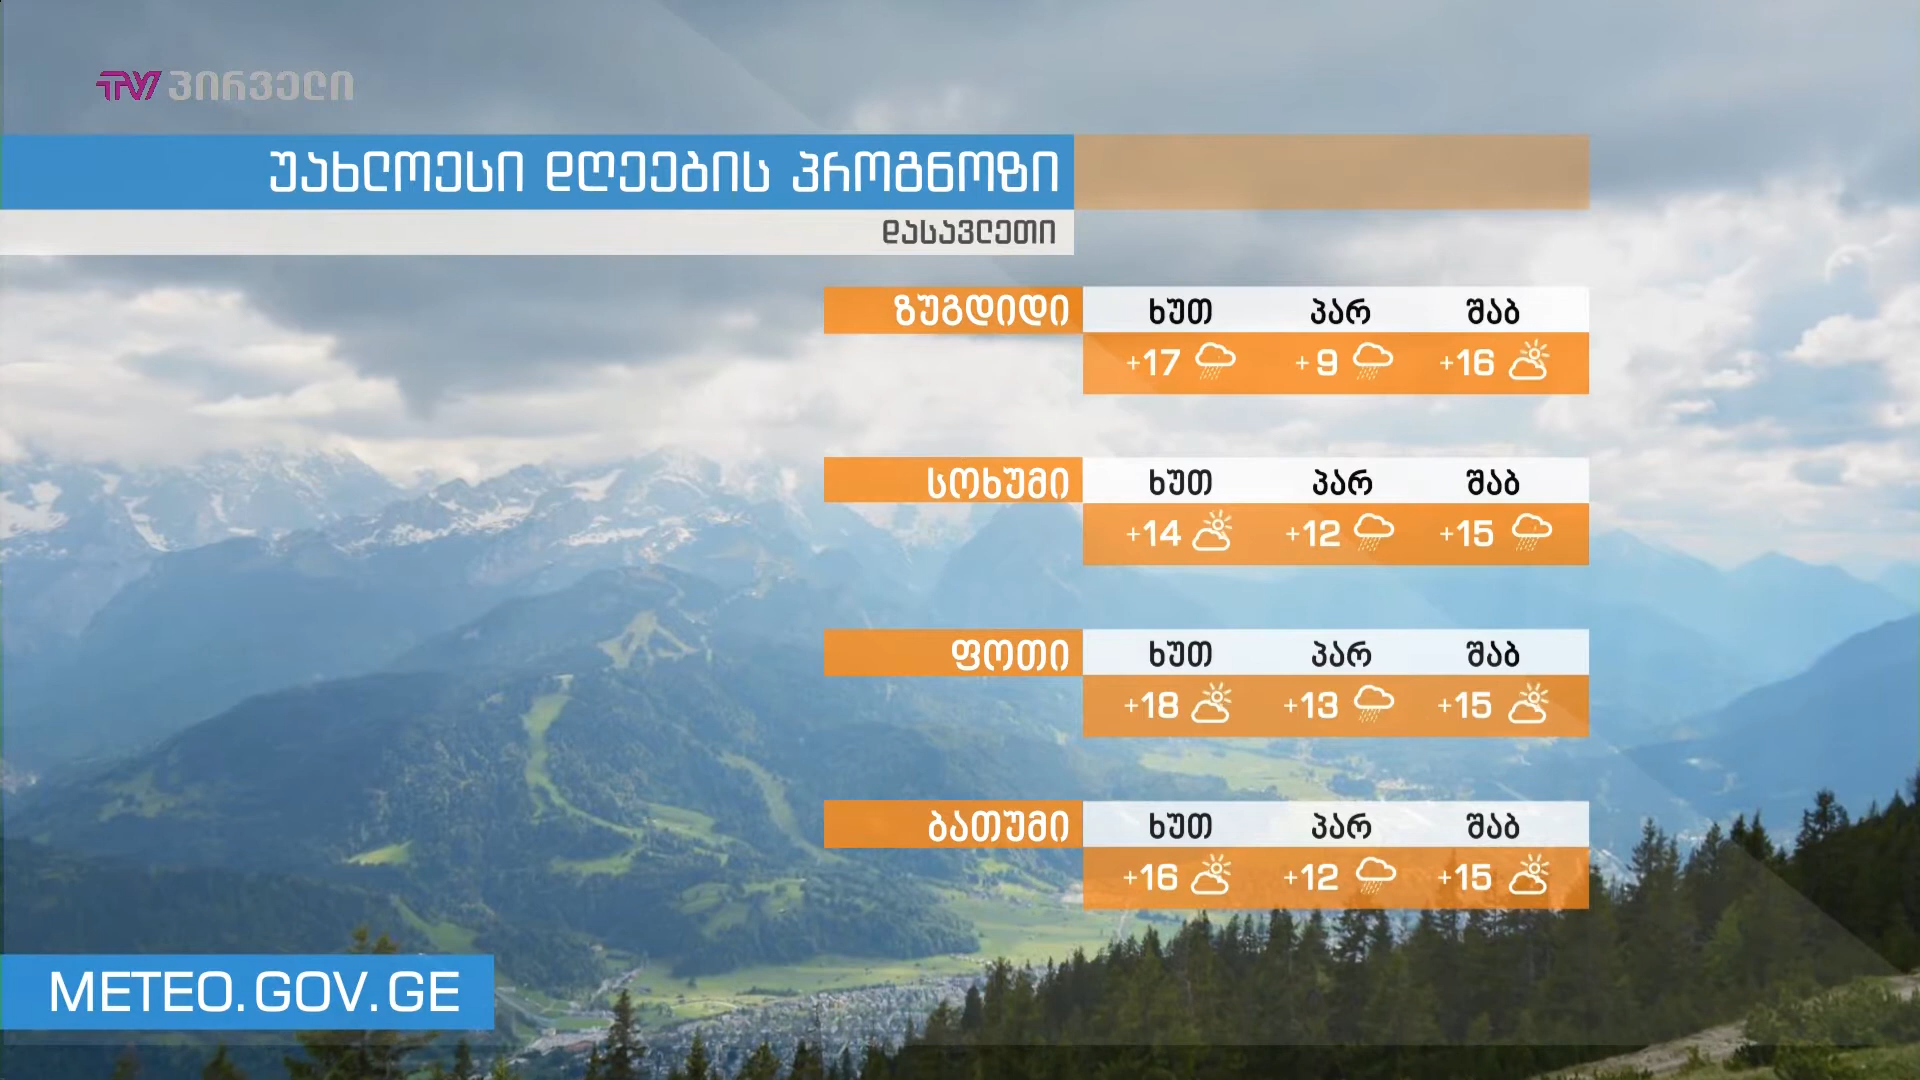 TV პირველი
უახლოესი დღეების პროგნოზი
დასავლეთი
ზუგდიდი ხუთ პარ შაბ
+17 +9 +16
სოხუმი ხუთ პარ შაბ
+14 +12 +15
ფოთი ხუთ პარ შაბ
+18 +13 +15
ბათუმი ხუთ პარ შაბ
+16 +12 +15
METEO.GOV.GE